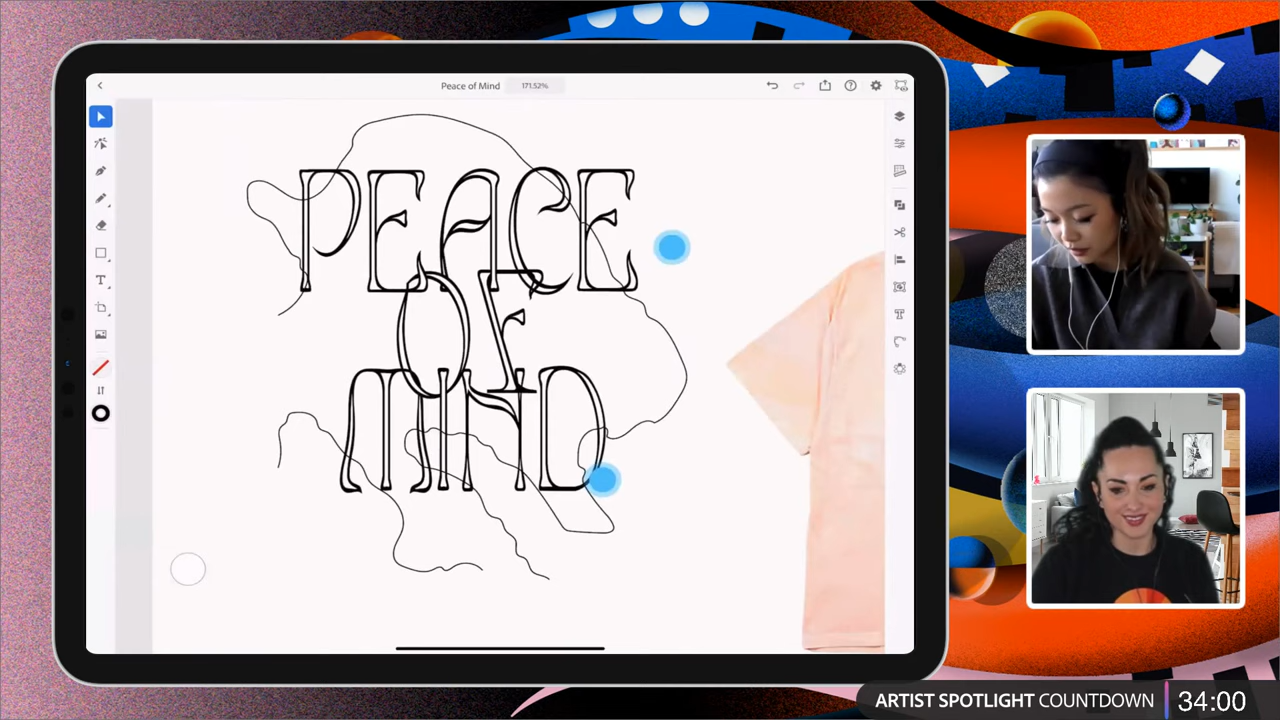 Peace of Mind
171.52%
PEACE
OF
MIND
ARTIST SPOTLIGHT COUNTDOWN
34:00